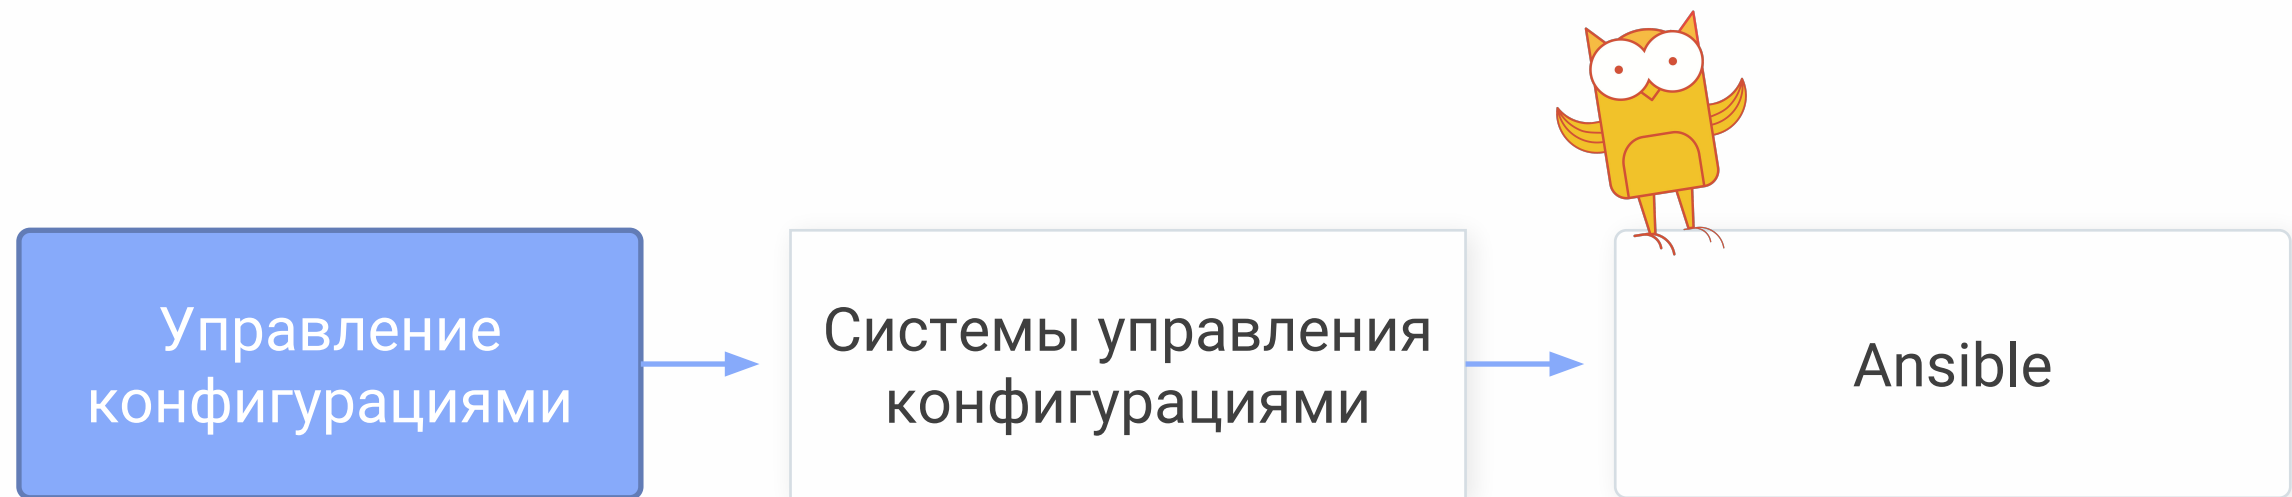 Управление
конфигурациями
Системы управления
конфигурациями
Ansible